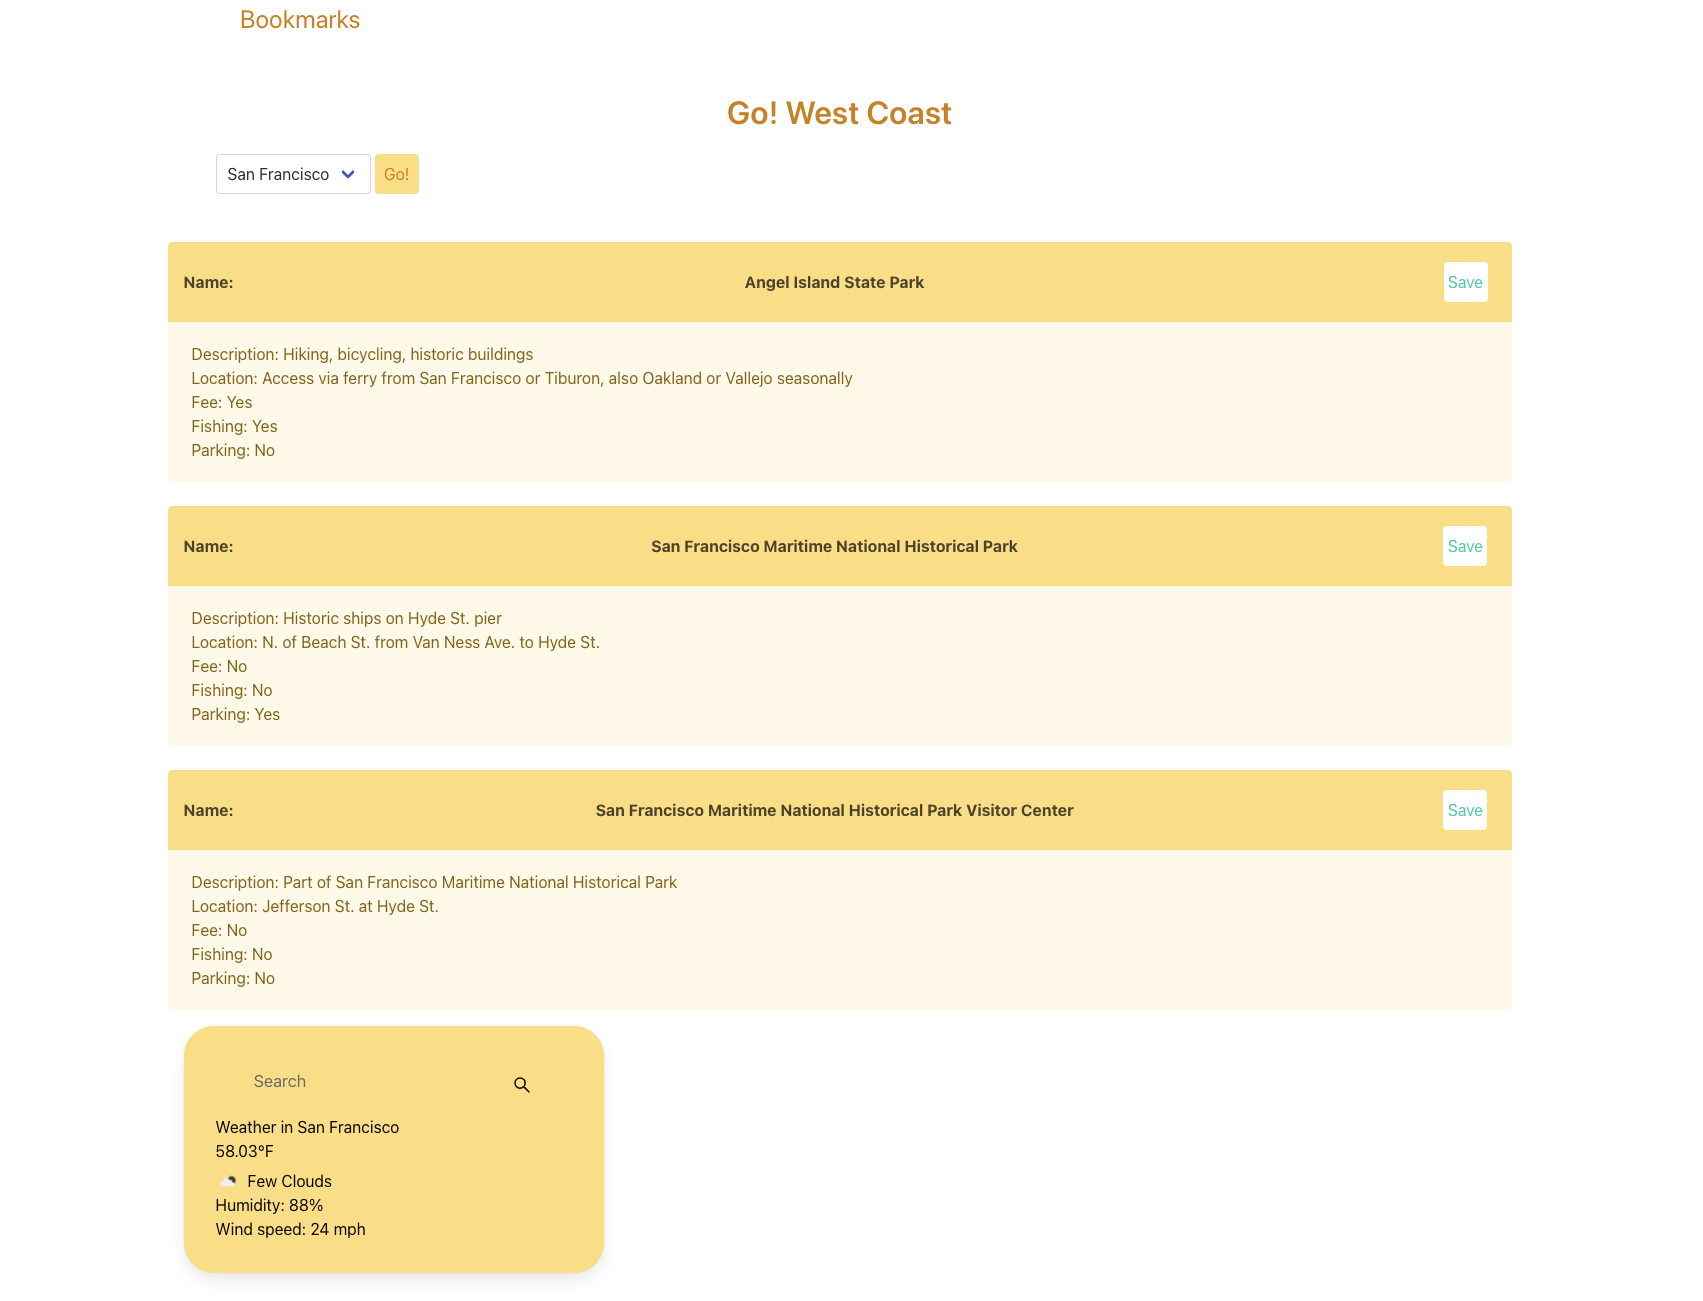 Bookmarks
Go! West Coast
San Francisco Go!
Name: Angel Island State Park Save
Description: Hiking, bicycling, historic buildings
Location: Access via ferry from San Francisco or Tiburon, also Oakland or Vallejo seasonally
Fee: Yes
Fishing: Yes
Parking: No
Name: San Francisco Maritime National Historical Park Save
Description: Historic ships on Hyde St. pier
Location: N. of Beach St. from Van Ness Ave. to Hyde St.
Fee: No
Fishing: No
Parking: Yes
Name: San Francisco Maritime National Historical Park Visitor Center Save
Description: Part of San Francisco Maritime National Historical Park
Location: Jefferson St. at Hyde St.
Fee: No
Fishing: No
Parking: No
Search
Weather in San Francisco
58.03°F
Few Clouds
Humidity: 88%
Wind speed: 24 mph